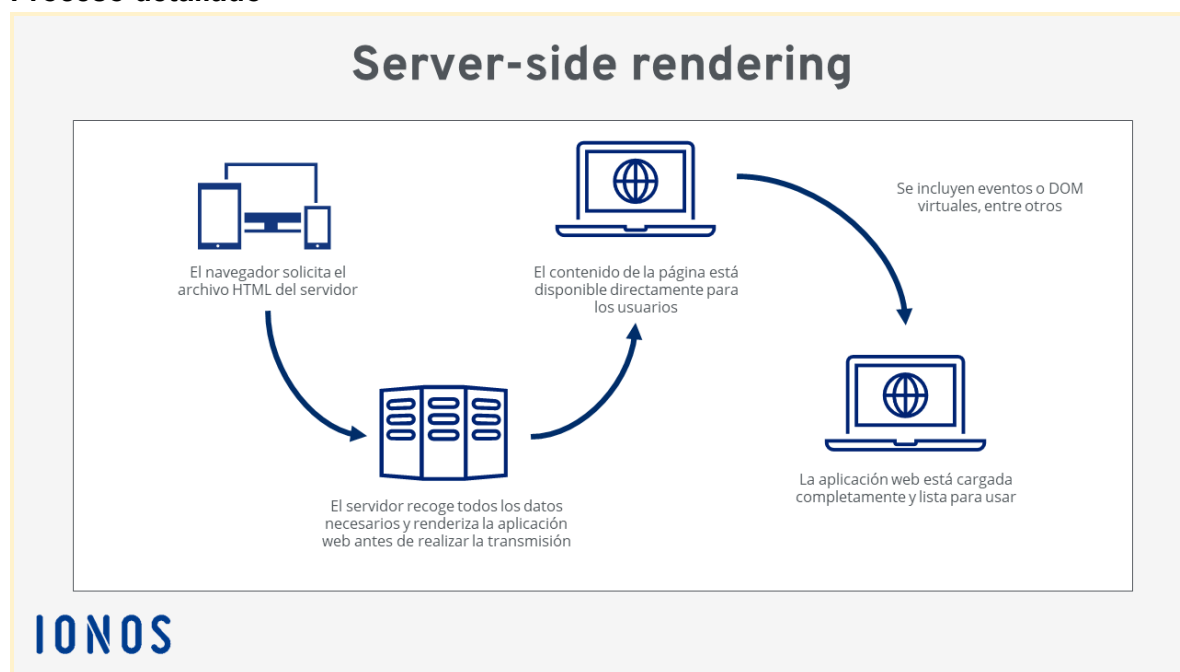 Proceso detallado
Server-side rendering
El navegador solicita el
archivo HTML del servidor
El servidor recoge todos los datos
necesarios y renderiza la aplicación
web antes de realizar la transmisión
El contenido de la página está
disponible directamente para
los usuarios
Se incluyen eventos o DOM
virtuales, entre otros
La aplicación web está cargada
completamente y lista para usar
IONOS